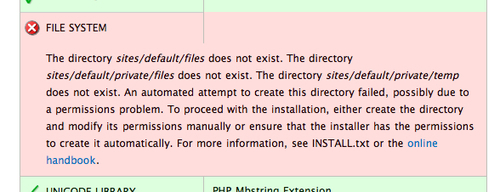 FILE SYSTEM
The directory sites/default/files does not exist. The directory
sites/default/private/files does not exist. The directory sites/default/private/temp
does not exist. An automated attempt to create this directory failed, possibly due to
a permissions problem. To proceed with the installation, either create the directory
and modify its permissions manually or ensure that the installer has the permissions
to create it automatically. For more information, see INSTALL.txt or the online
handbook.
UNICODE LIBRARY PHP Mbstring Extension